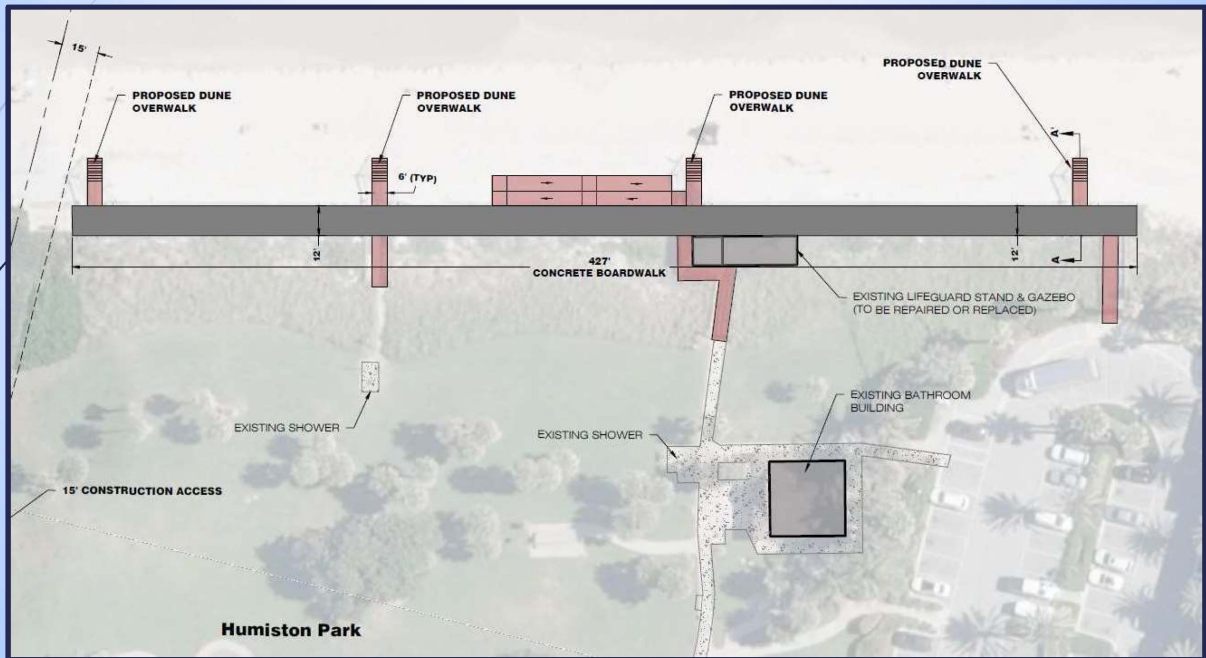 15'
PROPOSED DUNE
OVERWALK
PROPOSED DUNE
OVERWALK
PROPOSED DUNE
OVERWALK
PROPOSED DUNE
OVERWALK
A'
6' (TYP)
12'
12'
427'
CONCRETE BOARDWALK
A
EXISTING LIFEGUARD STAND & GAZEBO
(TO BE REPAIRED OR REPLACED)
EXISTING BATHROOM
BUILDING
EXISTING SHOWER
EXISTING SHOWER
15' CONSTRUCTION ACCESS
Humiston Park